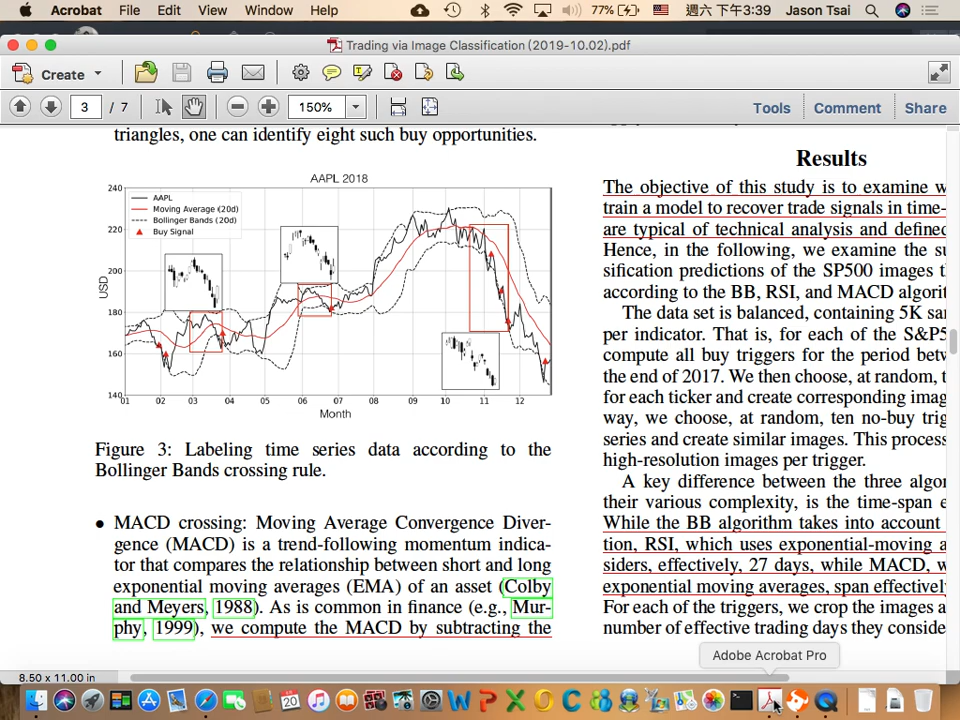 Acrobat File Edit View Window Help 77% 週六 下午3:39 Jason Tsai
Trading via Image Classification (2019-10.02).pdf
Create
3 / 7 150% Tools Comment Share
triangles, one can identify eight such buy opportunities.
AAPL 2018
AAPL
Moving Average (20d)
Bollinger Bands (20d)
Buy Signal
240
220
200
180
160
140
USD
01 02 03 04 05 06 07 08 09 10 11 12
Month
Figure 3: Labeling time series data according to the
Bollinger Bands crossing rule.
• MACD crossing: Moving Average Convergence Diver-
gence (MACD) is a trend-following momentum indica-
tor that compares the relationship between short and long
exponential moving averages (EMA) of an asset (Colby
and Meyers, 1988). As is common in finance (e.g., Mur-
phy, 1999), we compute the MACD by subtracting the
Results
The objective of this study is to examine w
train a model to recover trade signals in time-
are typical of technical analysis and defined
Hence, in the following, we examine the su
sification predictions of the SP500 images t
according to the BB, RSI, and MACD algorit
The data set is balanced, containing 5K sam
per indicator. That is, for each of the S&P5
compute all buy triggers for the period betw
the end of 2017. We then choose, at random, t
for each ticker and create corresponding imag
way, we choose, at random, ten no-buy trig
series and create similar images. This process
high-resolution images per trigger.
A key difference between the three algor
their various complexity, is the time-span e
While the BB algorithm takes into account
tion, RSI, which uses exponential-moving a
siders, effectively, 27 days, while MACD, w
exponential moving averages, span effectively
For each of the triggers, we crop the images a
number of effective trading days they conside
8.50 x 11.00 in
Adobe Acrobat Pro